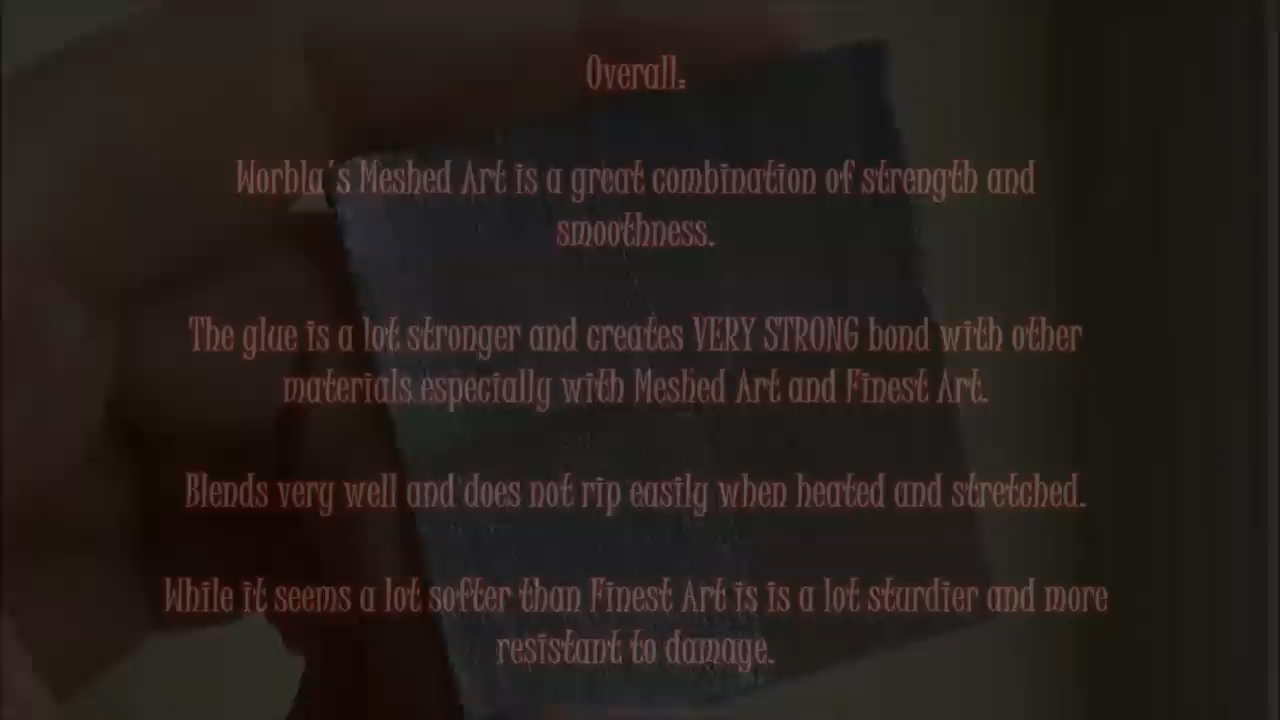 Overall:
Worbla's Meshed Art is a great combination of strength and
smoothness.
The glue is a lot stronger and creates VERY STRONG bond with other
materials especially with Meshed Art and Finest Art.
Blends very well and does not rip easily when heated and stretched.
While it seems a lot softer than Finest Art is is a lot sturdier and more
resistant to damage.